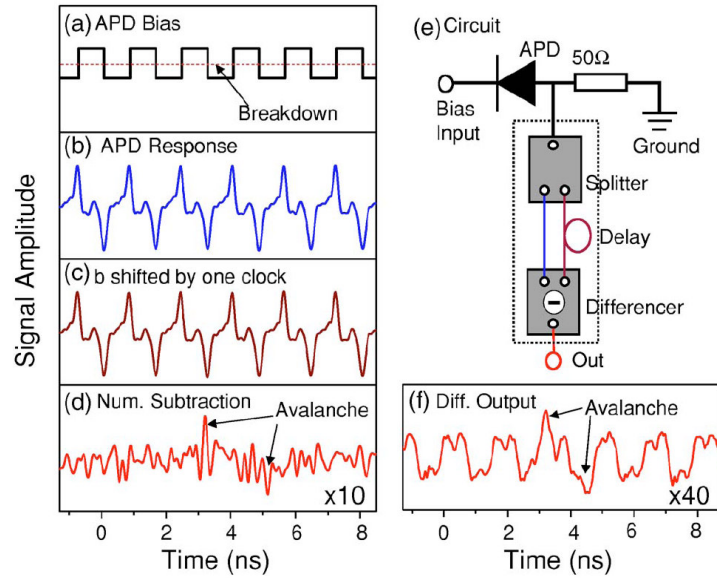 Signal Amplitude
(a) APD Bias
Breakdown
(b) APD Response
(c) b shifted by one clock
(d) Num. Subtraction
Avalanche
x10
0 2 4 6 8
Time (ns)
(e) Circuit
APD
50Ω
Bias
Input
Ground
Splitter
Delay
Differencer
Out
(f) Diff. Output
Avalanche
x40
0 2 4 6 8
Time (ns)